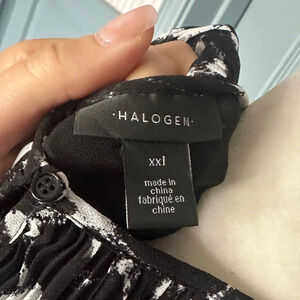 ·HALOGEN·
xxl
made in
china
fabriqué en
chine